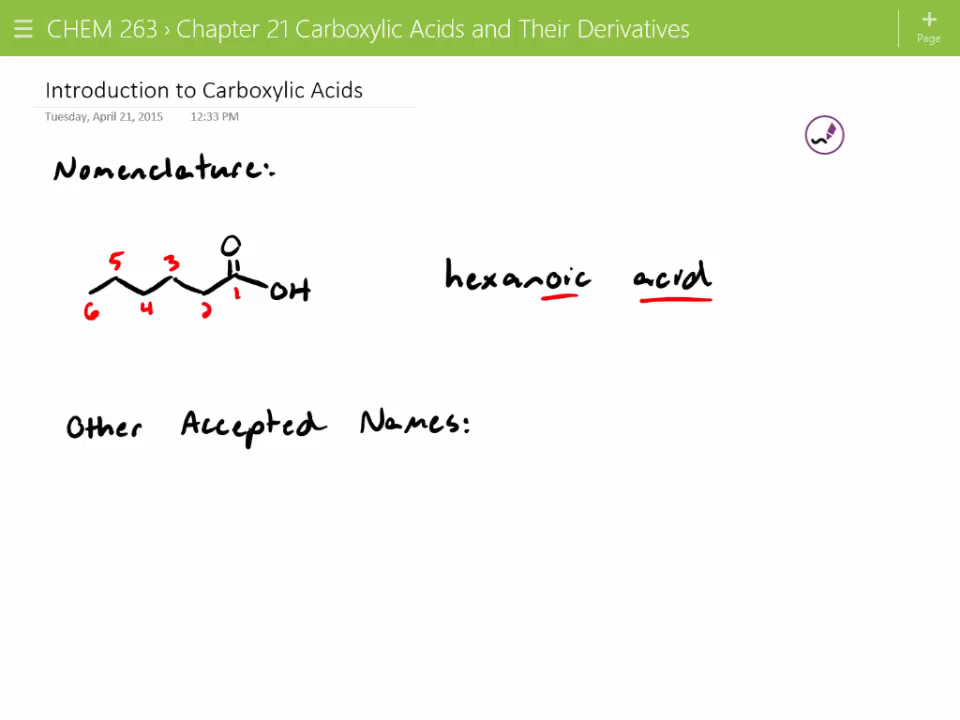 CHEM 263 › Chapter 21 Carboxylic Acids and Their Derivatives
+
Page
Introduction to Carboxylic Acids
Tuesday, April 21, 2015 12:33 PM
Nomenclature:
O
5 3
OH
6 4 2 1
hexanoic acid
Other Accepted Names: